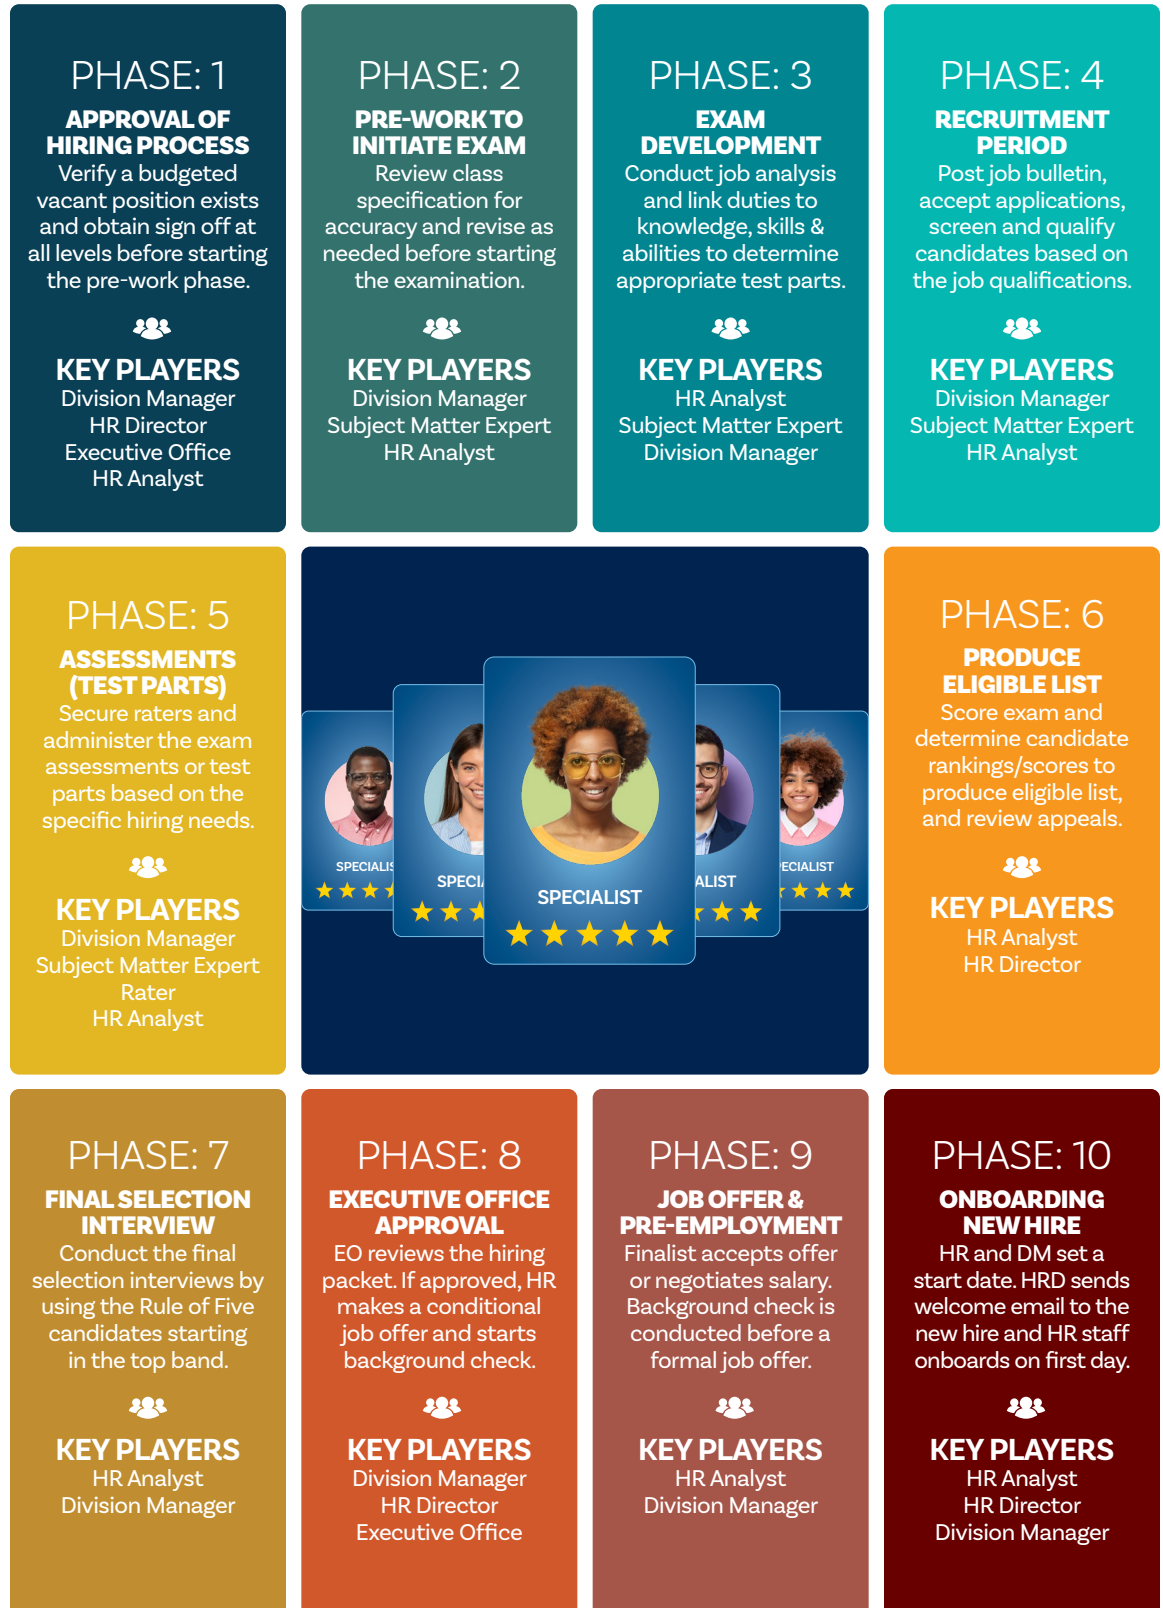 PHASE: 1
APPROVAL OF
HIRING PROCESS
Verify a budgeted
vacant position exists
and obtain sign off at
all levels before starting
the pre-work phase.
KEY PLAYERS
Division Manager
HR Director
Executive Office
HR Analyst
PHASE: 2
PRE-WORK TO
INITIATE EXAM
Review class
specification for
accuracy and revise as
needed before starting
the examination.
KEY PLAYERS
Division Manager
Subject Matter Expert
HR Analyst
PHASE: 3
EXAM
DEVELOPMENT
Conduct job analysis
and link duties to
knowledge, skills &
abilities to determine
appropriate test parts.
KEY PLAYERS
HR Analyst
Subject Matter Expert
Division Manager
PHASE: 4
RECRUITMENT
PERIOD
Post job bulletin,
accept applications,
screen and qualify
candidates based on
the job qualifications.
KEY PLAYERS
Division Manager
Subject Matter Expert
HR Analyst
PHASE: 5
ASSESSMENTS
(TEST PARTS)
Secure raters and
administer the exam
assessments or test
parts based on the
specific hiring needs.
KEY PLAYERS
Division Manager
Subject Matter Expert
Rater
HR Analyst
SPECIALIS
SPECI
SPECIALIST
ALIST
ECIALIST
PHASE: 6
PRODUCE
ELIGIBLE LIST
Score exam and
determine candidate
rankings/scores to
produce eligible list,
and review appeals.
KEY PLAYERS
HR Analyst
HR Director
PHASE: 7
FINAL SELECTION
INTERVIEW
Conduct the final
selection interviews by
using the Rule of Five
candidates starting
in the top band.
KEY PLAYERS
HR Analyst
Division Manager
PHASE: 8
EXECUTIVE OFFICE
APPROVAL
EO reviews the hiring
packet. If approved, HR
makes a conditional
job offer and starts
background check.
KEY PLAYERS
Division Manager
HR Director
Executive Office
PHASE: 9
JOB OFFER &
PRE-EMPLOYMENT
Finalist accepts offer
or negotiates salary.
Background check is
conducted before a
formal job offer.
KEY PLAYERS
HR Analyst
Division Manager
PHASE: 10
ONBOARDING
NEW HIRE
HR and DM set a
start date. HRD sends
welcome email to the
new hire and HR staff
onboards on first day.
KEY PLAYERS
HR Analyst
HR Director
Division Manager